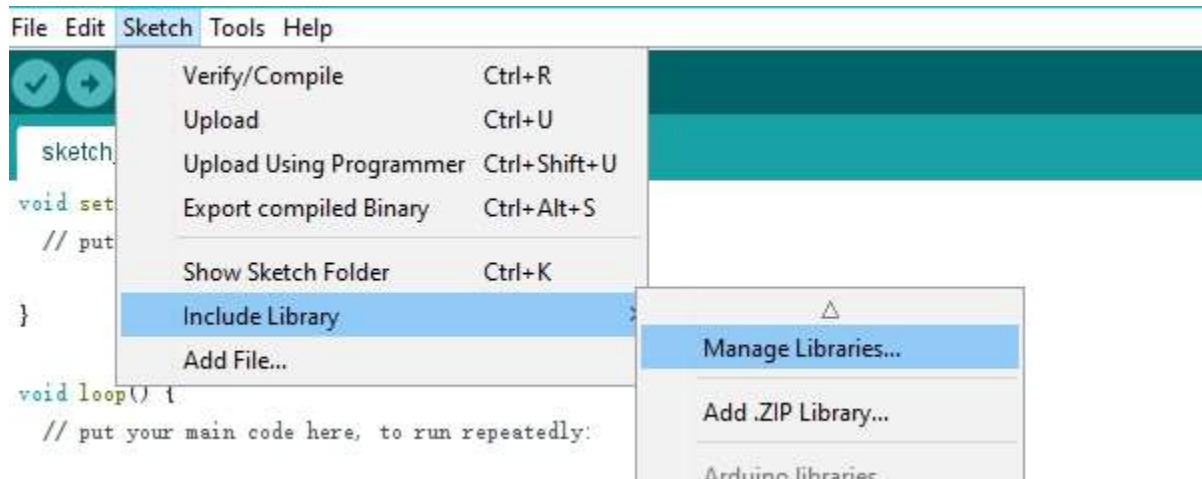 File Edit Sketch Tools Help
Verify/Compile Ctrl+R
Upload Ctrl+U
sketch_
Upload Using Programmer Ctrl+Shift+U
void set
Export compiled Binary Ctrl+Alt+S
// put
Show Sketch Folder Ctrl+K
}
Include Library
Manage Libraries...
Add File...
void loop() {
Add .ZIP Library...
// put your main code here, to run repeatedly:
Arduino libraries